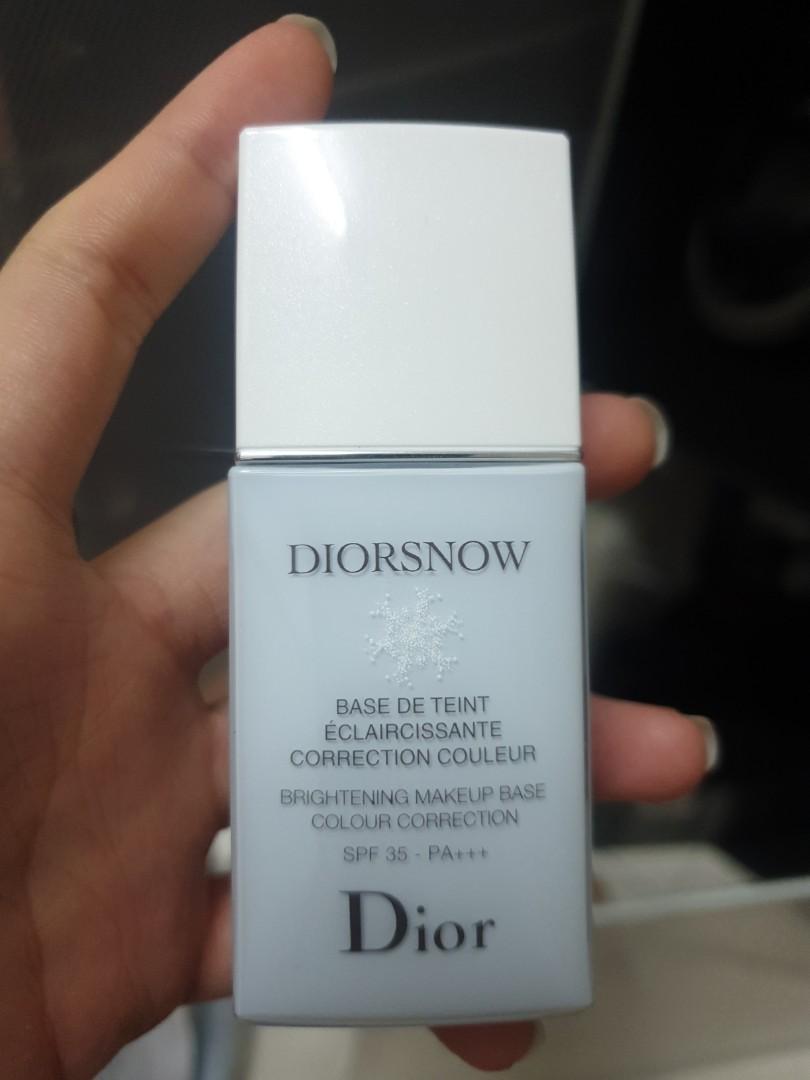 DIORSNOW
BASE DE TEINT
ÉCLAIRCISSANTE
CORRECTION COULEUR
BRIGHTENING MAKEUP BASE
COLOUR CORRECTION
SPF 35 - PA+++
Dior